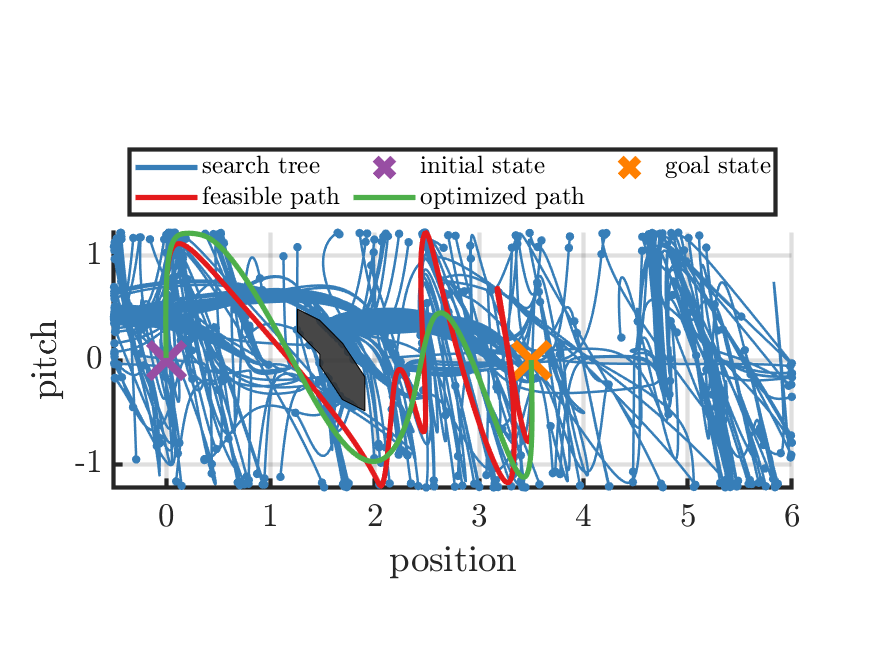 search tree initial state goal state
feasible path optimized path
1
0
-1
pitch
0 1 2 3 4 5 6
position